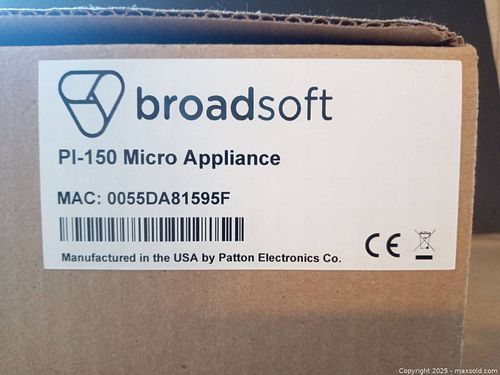 broadsoft
PI-150 Micro Appliance
MAC: 0055DA81595F
CE
Manufactured in the USA by Patton Electronics Co.
Copyright 2025 - maxsold.com